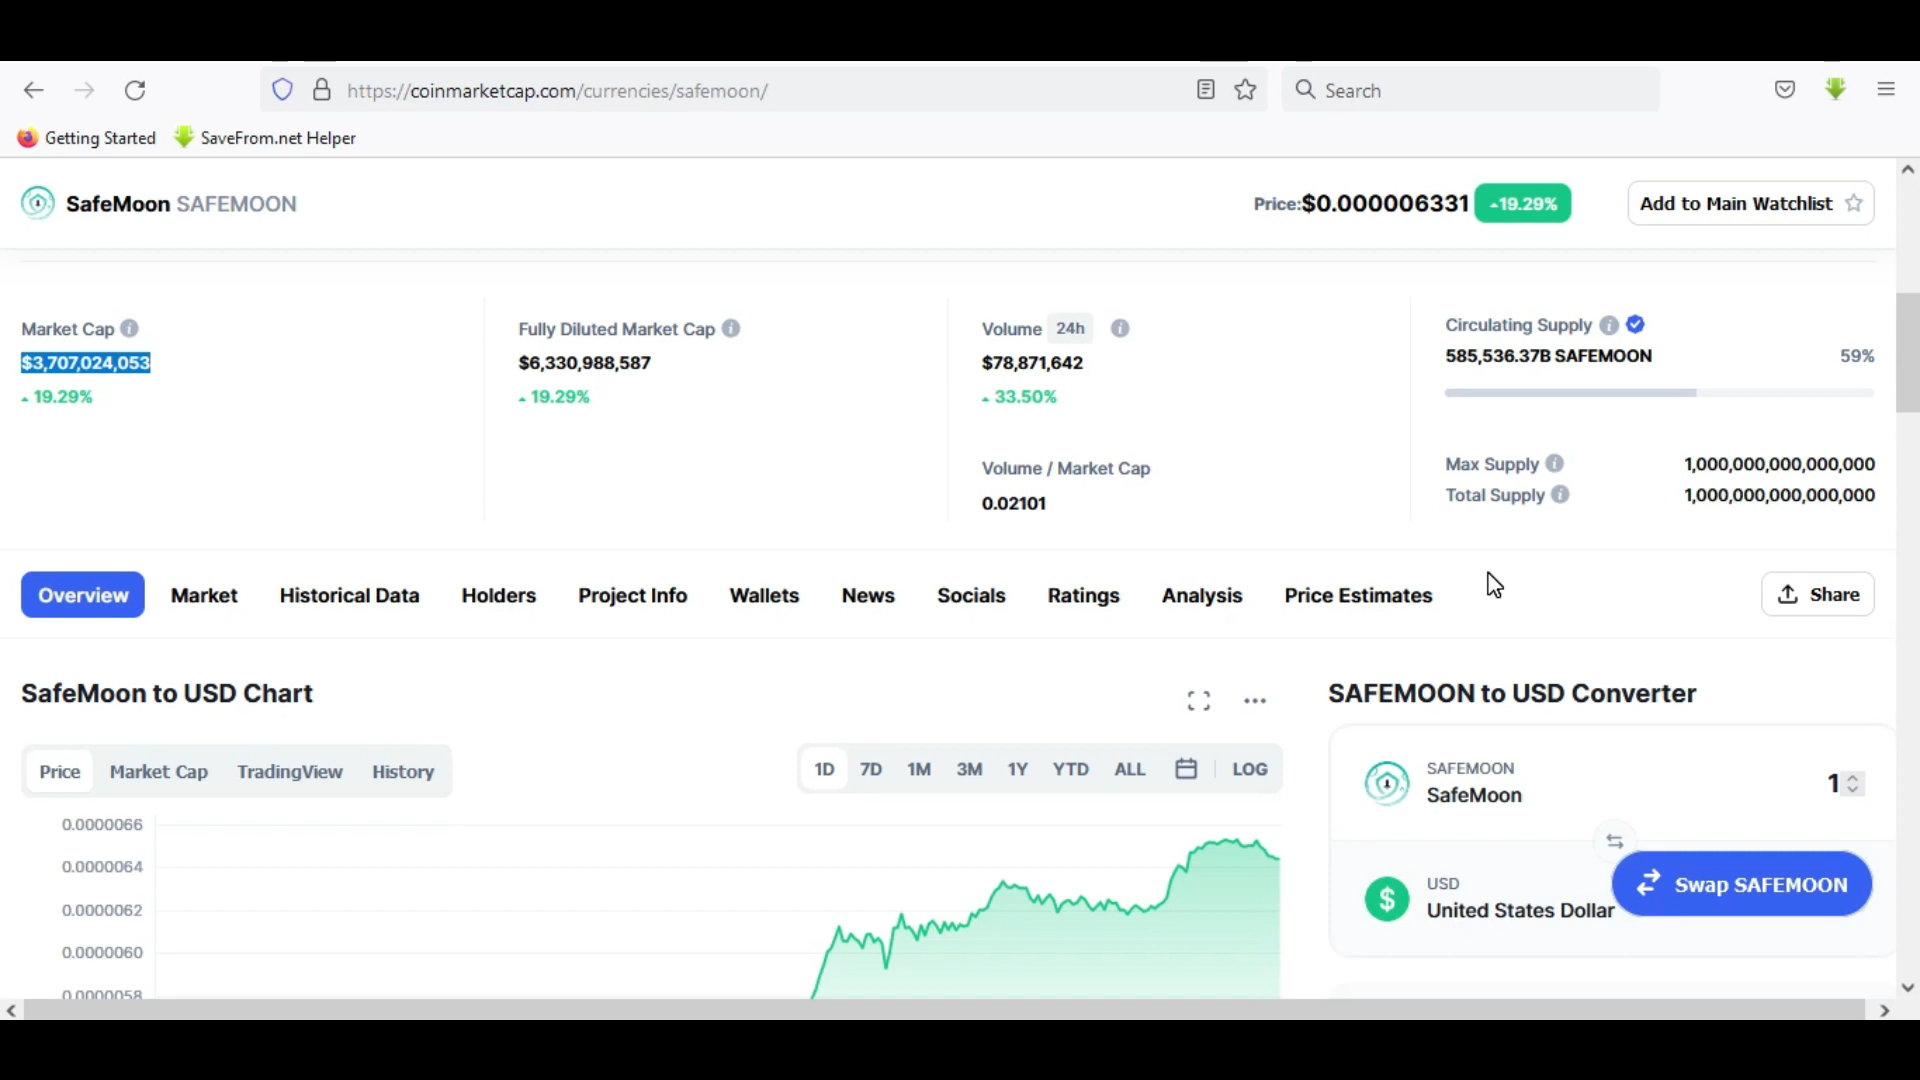 https://coinmarketcap.com/currencies/safemoon/
Search
Getting Started
SaveFrom.net Helper
SafeMoon SAFEMOON
Price:$0.000006331
19.29%
Add to Main Watchlist
Market Cap
$3,707,024,053
19.29%
Fully Diluted Market Cap
$6,330,988,587
19.29%
Volume 24h
$78,871,642
33.50%
Volume / Market Cap
0.02101
Circulating Supply
585,536.37B SAFEMOON 59%
Max Supply 1,000,000,000,000,000
Total Supply 1,000,000,000,000,000
Overview Market Historical Data Holders Project Info Wallets News Socials Ratings Analysis Price Estimates
Share
SafeMoon to USD Chart
Price Market Cap TradingView History
1D 7D 1M 3M 1Y YTD ALL LOG
0.0000066
0.0000064
0.0000062
0.0000060
0.0000058
SAFEMOON to USD Converter
SAFEMOON
SafeMoon
1
USD
United States Dollar
Swap SAFEMOON